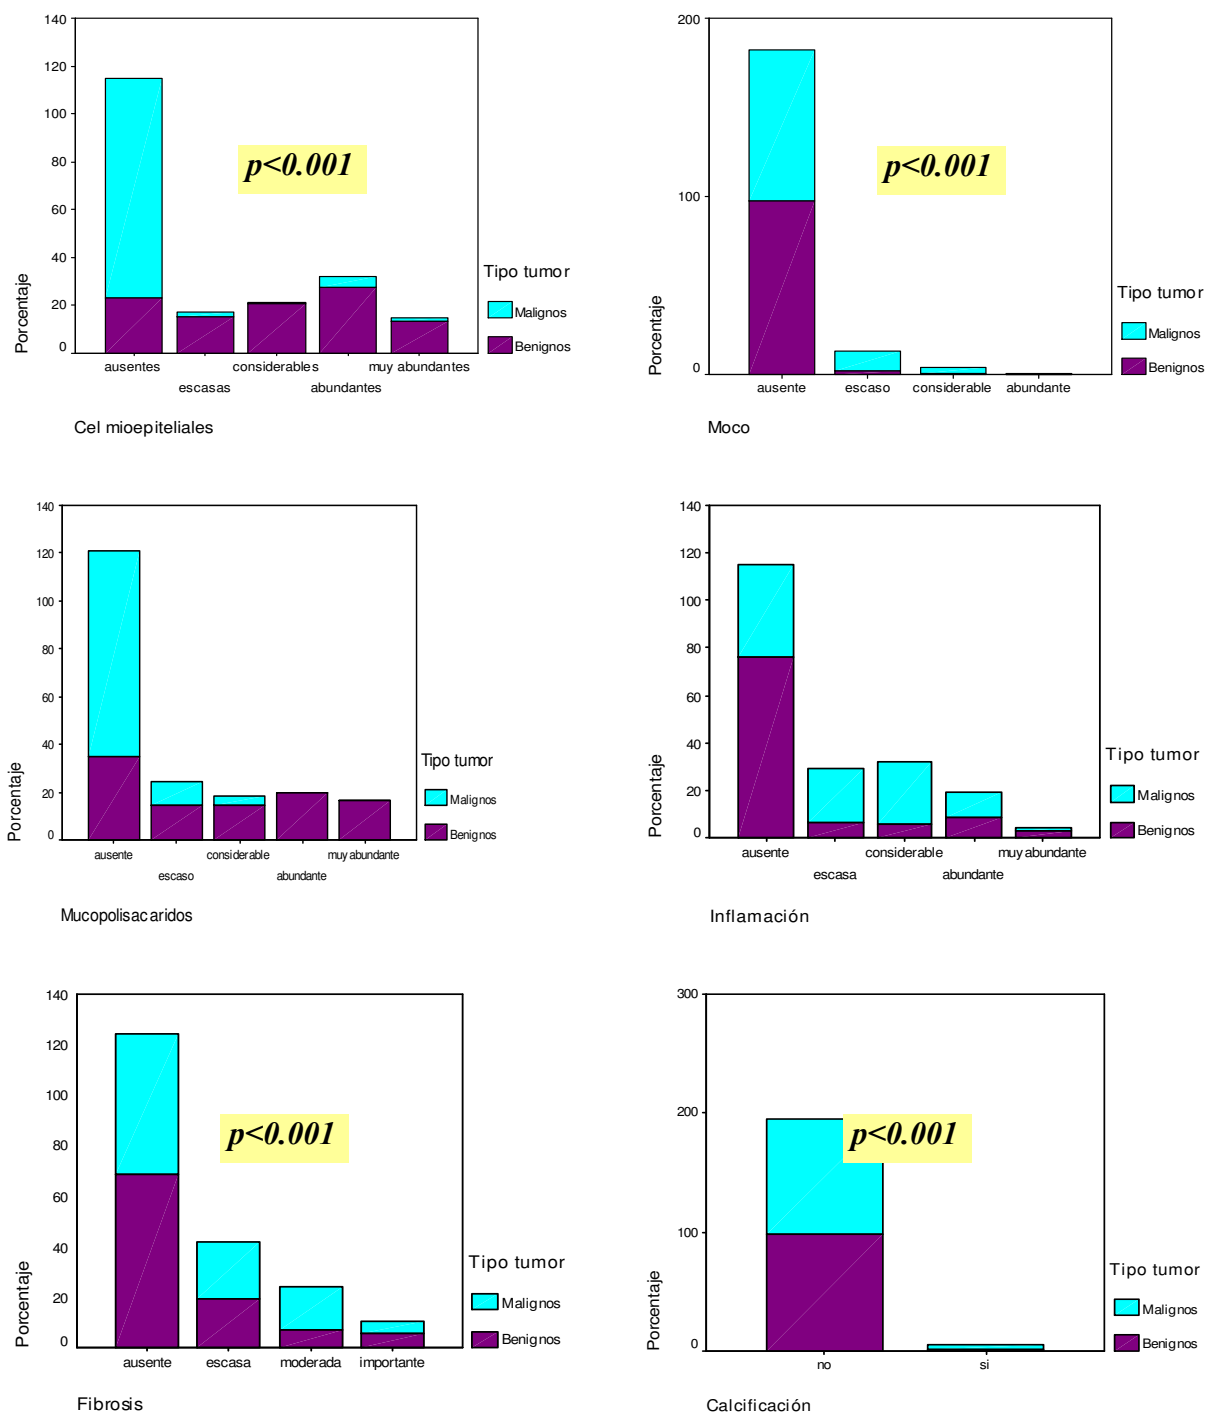 140
120
100
80
60
40
20
0
Porcentaje
p<0.001
Tipo tumor
Malignos
Benignos
ausentes
considerables
muy abundantes
escasas
abundantes
Cel mioepiteliales
200
100
0
Porcentaje
p<0.001
Tipo tumor
Malignos
Benignos
ausente
escaso
considerable
abundante
Moco
140
120
100
80
60
40
20
0
Porcentaje
Tipo tumor
Malignos
Benignos
ausente
considerable
muy abundante
escaso
abundante
Mucopolisacaridos
140
120
100
80
60
40
20
0
Porcentaje
Tipo tumor
Malignos
Benignos
ausente
considerable
muy abundante
escasa
abundante
Inflamación
140
120
100
80
60
40
20
0
Porcentaje
p<0.001
Tipo tumor
Malignos
Benignos
ausente
escasa
moderada
importante
Fibrosis
300
200
100
0
Porcentaje
p<0.001
Tipo tumor
Malignos
Benignos
no
si
Calcificación